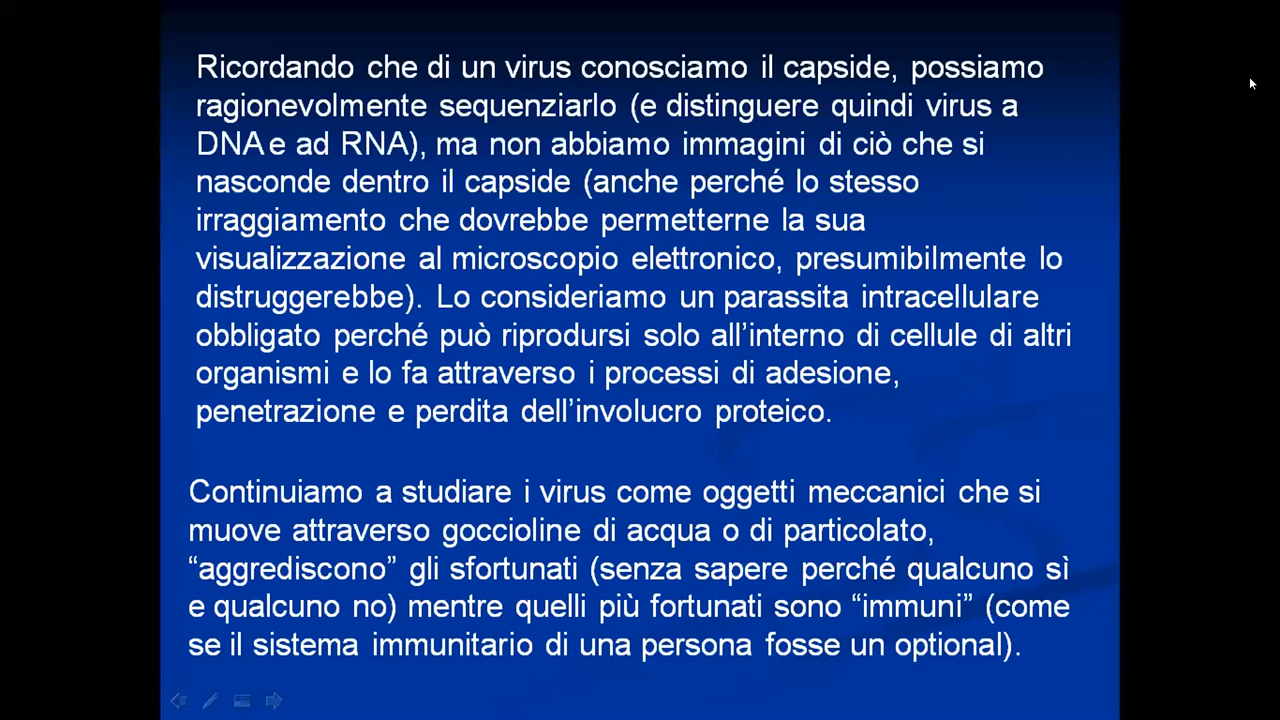 Ricordando che di un virus conosciamo il capside, possiamo
ragionevolmente sequenziarlo (e distinguere quindi virus a
DNA e ad RNA), ma non abbiamo immagini di ciò che si
nasconde dentro il capside (anche perché lo stesso
irraggiamento che dovrebbe permetterne la sua
visualizzazione al microscopio elettronico, presumibilmente lo
distruggerebbe). Lo consideriamo un parassita intracellulare
obbligato perché può riprodursi solo all’interno di cellule di altri
organismi e lo fa attraverso i processi di adesione,
penetrazione e perdita dell’involucro proteico.
Continuiamo a studiare i virus come oggetti meccanici che si
muove attraverso goccioline di acqua o di particolato,
“aggrediscono” gli sfortunati (senza sapere perché qualcuno sì
e qualcuno no) mentre quelli più fortunati sono “immuni” (come
se il sistema immunitario di una persona fosse un optional).